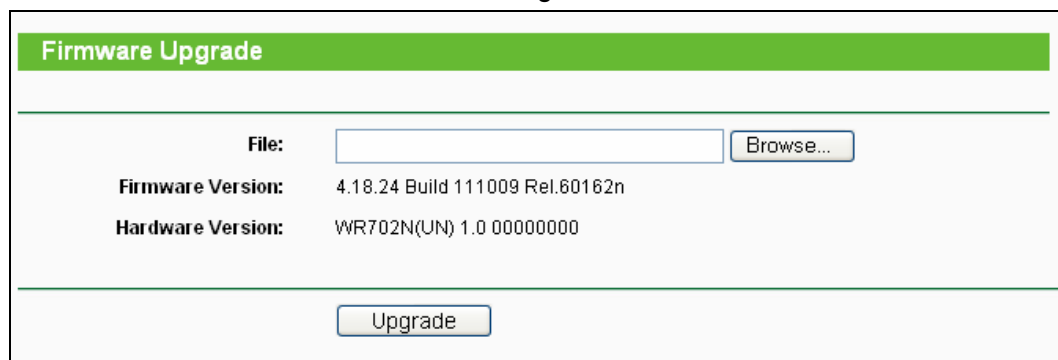 Firmware Upgrade
File: Browse...
Firmware Version: 4.18.24 Build 111009 Rel.60162n
Hardware Version: WR702N(UN) 1.0 00000000
Upgrade